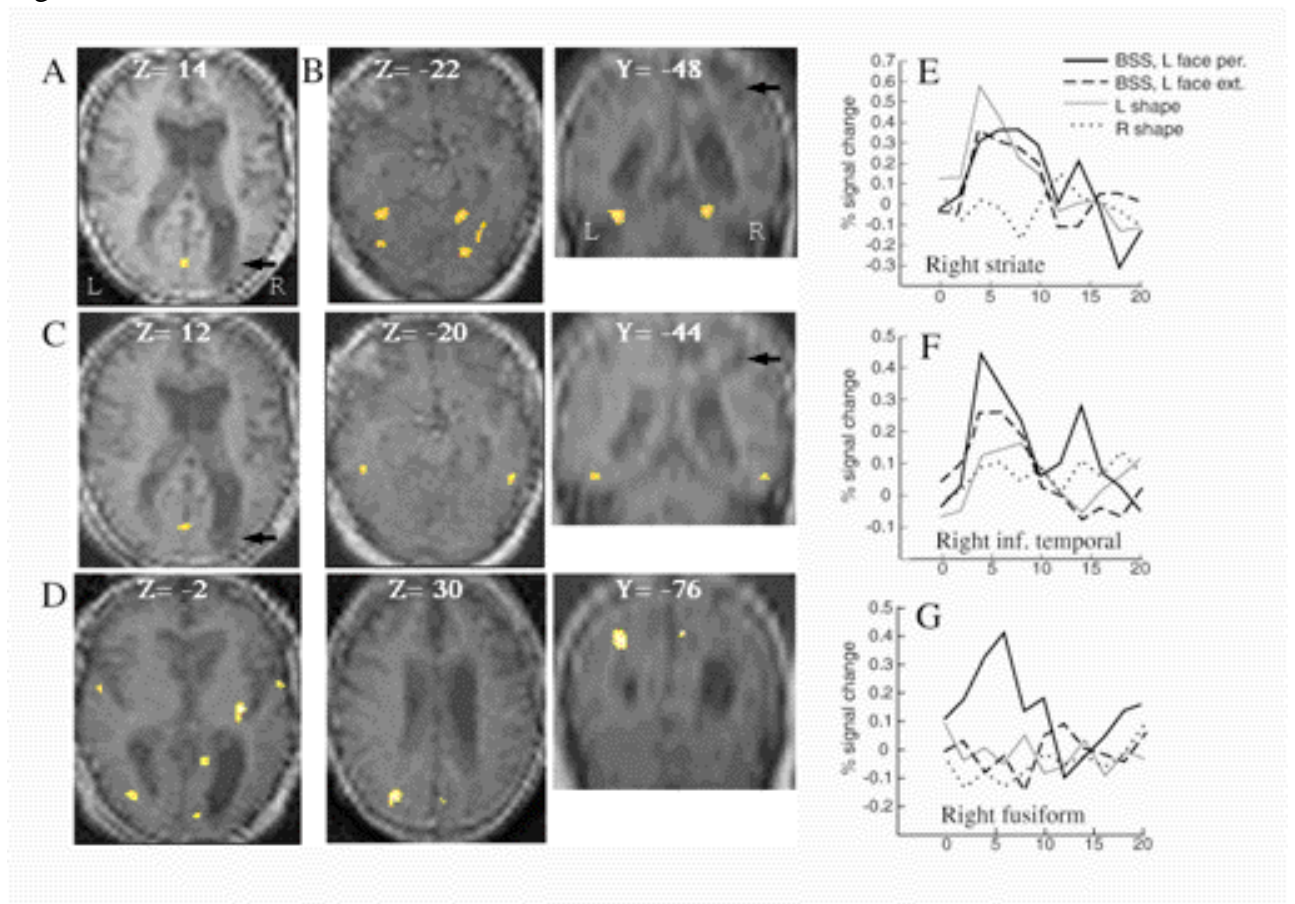 A
Z= 14
L
R
B
Z= -22
Y= -48
L
R
C
Z= 12
Z= -20
Y= -44
D
Z= -2
Z= 30
Y= -76
E
BSS, L face per.
BSS, L face ext.
L shape
R shape
% signal change
0.7
0.6
0.5
0.4
0.3
0.2
0.1
0
-0.1
-0.2
-0.3
Right striate
0 5 10 15 20
F
% signal change
0.5
0.4
0.3
0.2
0.1
0
-0.1
Right inf. temporal
0 5 10 15 20
G
% signal change
0.5
0.4
0.3
0.2
0.1
0
-0.1
-0.2
Right fusiform
0 5 10 15 20